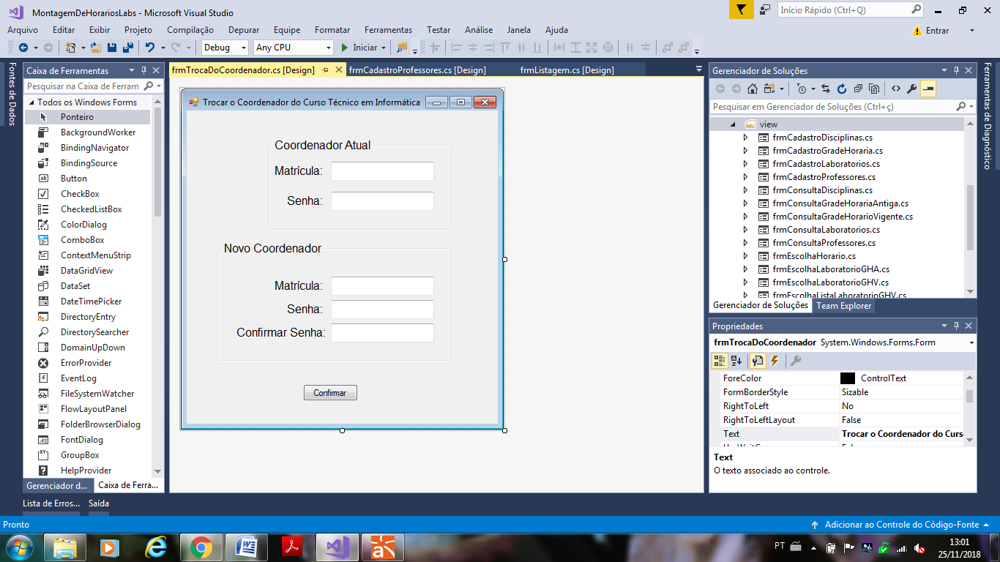 MontagemDeHorariosLabs - Microsoft Visual Studio
Início Rápido (Ctrl+Q)
Arquivo Editar Exibir Projeto Compilação Depurar Equipe Formatar Ferramentas Testar Análise Janela Ajuda
Entrar
Debug Any CPU Iniciar
Fontes de Dados
Caixa de Ferramentas
Pesquisar na Caixa de Ferram
Todos os Windows Forms
Ponteiro
BackgroundWorker
BindingNavigator
BindingSource
Button
CheckBox
CheckedListBox
ColorDialog
ComboBox
ContextMenuStrip
DataGridView
DataSet
DateTimePicker
DirectoryEntry
DirectorySearcher
DomainUpDown
ErrorProvider
EventLog
FileSystemWatcher
FlowLayoutPanel
FolderBrowserDialog
FontDialog
GroupBox
HelpProvider
Gerenciador d... Caixa de Ferra...
frmTrocaDoCoordenador.cs [Design] frmCadastroProfessores.cs [Design] frmListagem.cs [Design]
Trocar o Coordenador do Curso Técnico em Informática
Coordenador Atual
Matrícula:
Senha:
Novo Coordenador
Matrícula:
Senha:
Confirmar Senha:
Confirmar
Gerenciador de Soluções
Pesquisar em Gerenciador de Soluções (Ctrl+ç)
view
frmCadastroDisciplinas.cs
frmCadastroGradeHoraria.cs
frmCadastroLaboratorios.cs
frmCadastroProfessores.cs
frmConsultaDisciplinas.cs
frmConsultaGradeHorariaAntiga.cs
frmConsultaGradeHorarioVigente.cs
frmConsultaLaboratorios.cs
frmConsultaProfessores.cs
frmEscolhaHorario.cs
frmEscolhaLaboratorioGHA.cs
frmEscolhaLaboratorioGHV.cs
frmEscolhaListaLaboratorioGHV.cs
Gerenciador de Soluções Team Explorer
Propriedades
frmTrocaDoCoordenador System.Windows.Forms.Form
ForeColor ControlText
FormBorderStyle Sizable
RightToLeft No
RightToLeftLayout False
Text Trocar o Coordenador do Curs
Text
O texto associado ao controle.
Ferramentas de Diagnóstico
Lista de Erros... Saída
Pronto
Adicionar ao Controle do Código-Fonte
PT
13:01
25/11/2018